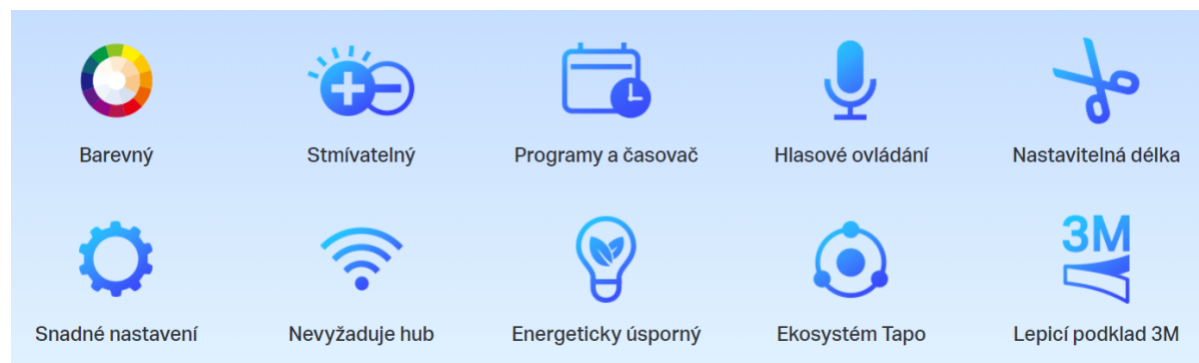 Barevný
Stmívatelný
Programy a časovač
Hlasové ovládání
Nastavitelná délka
3M
Snadné nastavení
Nevyžaduje hub
Energeticky úsporný
Ekosystém Tapo
Lepicí podklad 3M